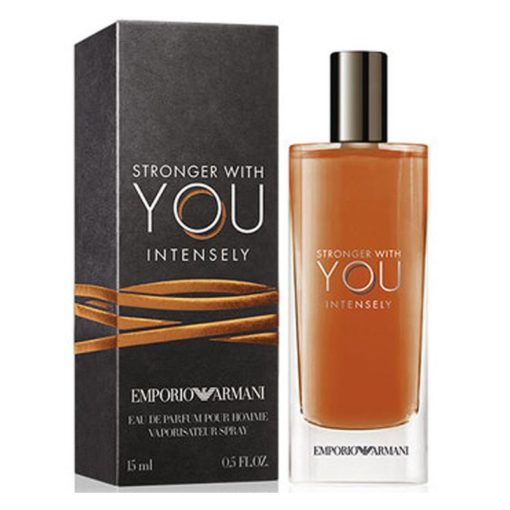 STRONGER WITH
YOU
INTENSELY
EMPORIO ARMANI
EAU DE PARFUM POUR HOMME
VAPORISATEUR SPRAY
15 ml 0.5 FL.OZ.
STRONGER WITH
YOU
INTENSELY
EMPORIO ARMANI